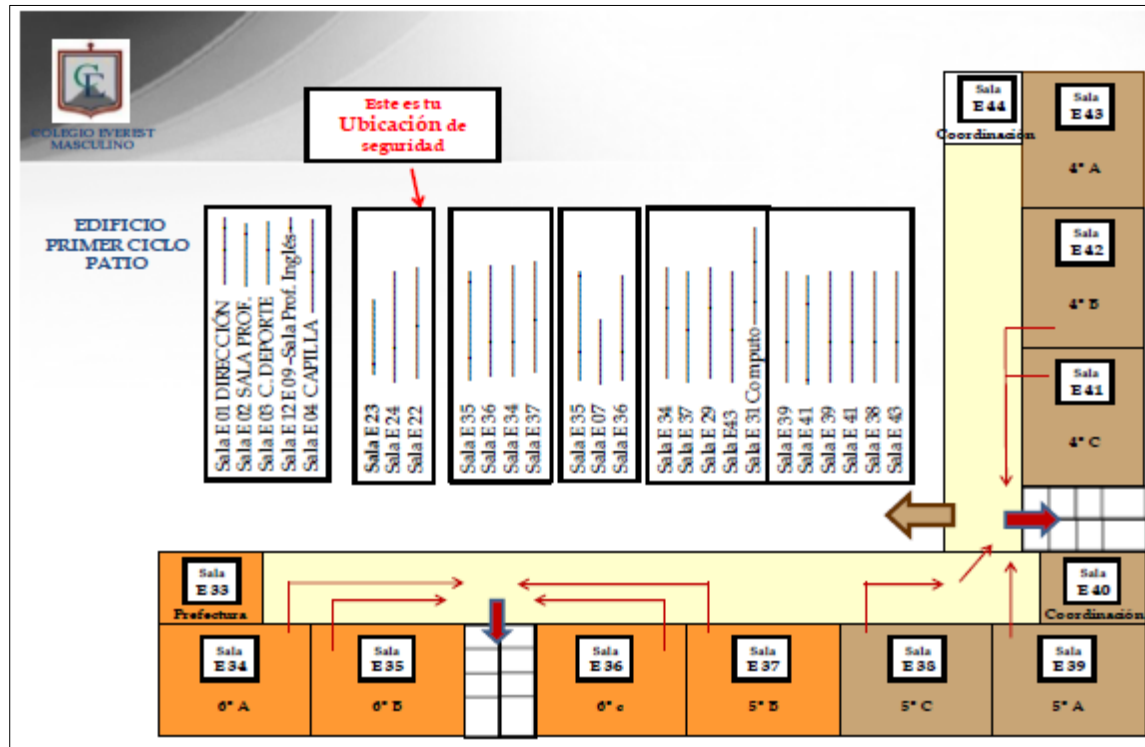 CE
COLEGIO EVEREST
MASCULINO
Este es tu
Ubicación de
seguridad
EDIFICIO
PRIMER CICLO
PATIO
Sala E 01 DIRECCIÓN
Sala E 02 SALA PROF.
Sala E 03 C. DEPORTE
Sala E 12 E 09 -Sala Prof. Inglés
Sala E 04 CAPILLA
Sala E 23
Sala E 24
Sala E 22
Sala E 35
Sala E 36
Sala E 34
Sala E 37
Sala E 35
Sala E 07
Sala E 36
Sala E 34
Sala E 37
Sala E 29
Sala E43
Sala E 31 Computo
Sala E 39
Sala E 41
Sala E 39
Sala E 41
Sala E 38
Sala E 43
Sala
E 44
Coordinación
Sala
E 43
4° A
Sala
E 42
4° B
Sala
E 41
4° C
Sala
E 33
Prefectura
Sala
E 40
Coordinación
Sala
E 34
6° A
Sala
E 35
6° B
Sala
E 36
6° c
Sala
E 37
5° B
Sala
E 38
5° C
Sala
E 39
5° A